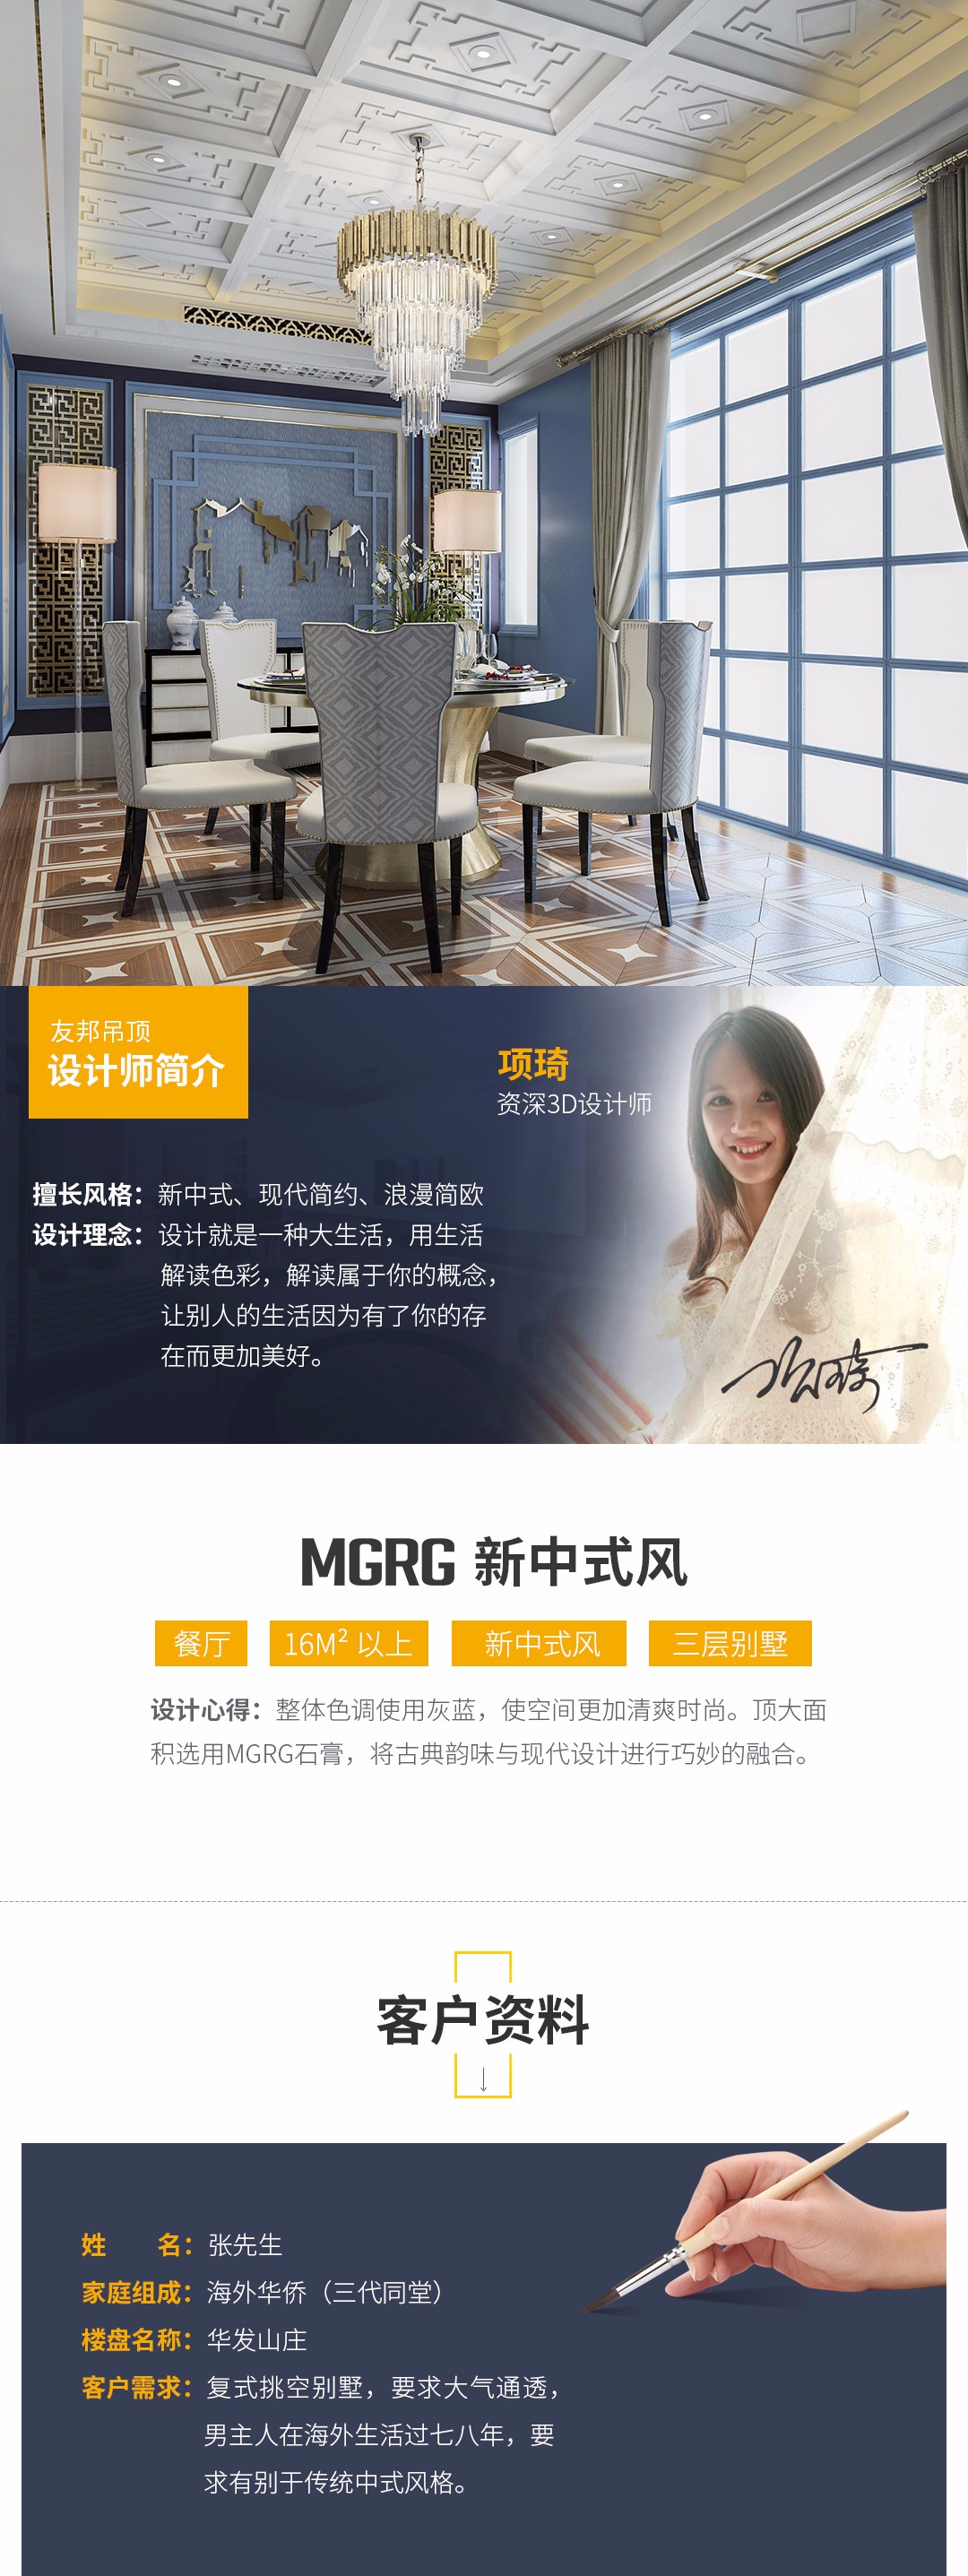 友邦吊顶
设计师简介
项琦
资深3D设计师
擅长风格：新中式、现代简约、浪漫简欧
设计理念：设计就是一种大生活，用生活
解读色彩，解读属于你的概念，
让别人的生活因为有了你的存
在而更加美好。
项琦
MGRG 新中式风
餐厅 16M² 以上 新中式风 三层别墅
设计心得：整体色调使用灰蓝，使空间更加清爽时尚。顶大面
积选用MGRG石膏，将古典韵味与现代设计进行巧妙的融合。
客户资料
姓 名：张先生
家庭组成：海外华侨（三代同堂）
楼盘名称：华发山庄
客户需求：复式挑空别墅，要求大气通透，
男主人在海外生活过七八年，要
求有别于传统中式风格。